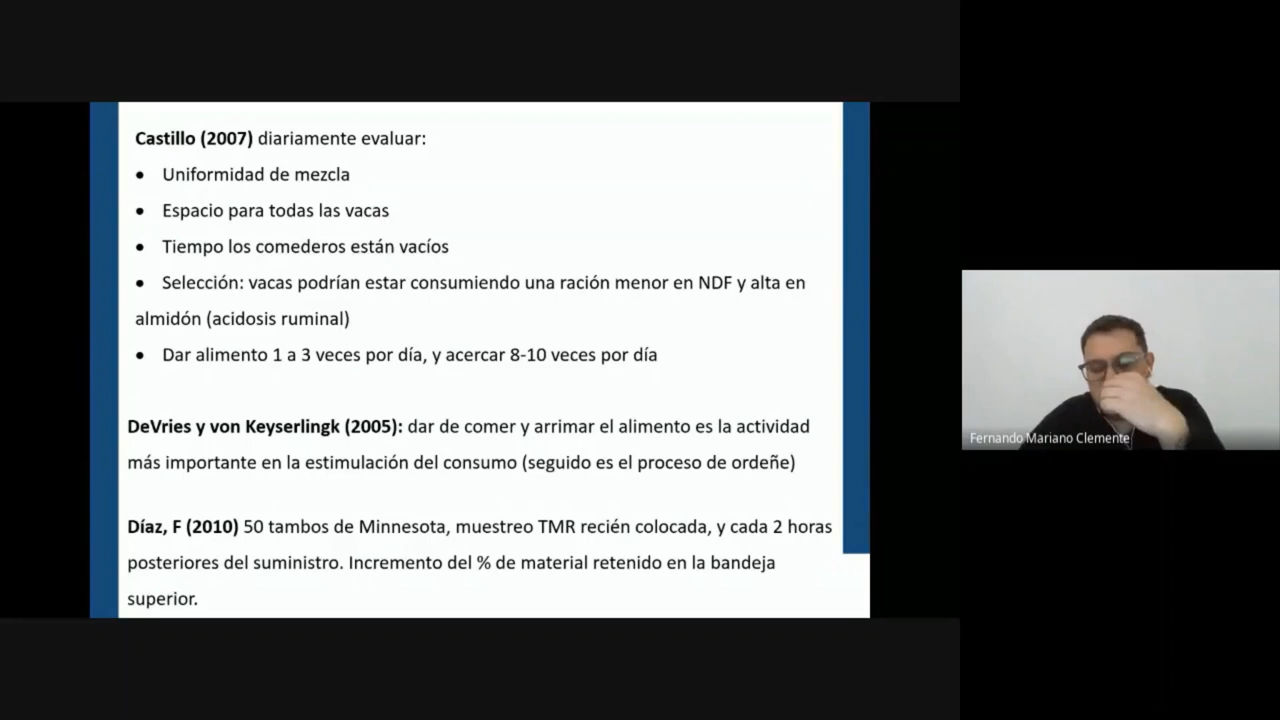 Castillo (2007) diariamente evaluar:
• Uniformidad de mezcla
• Espacio para todas las vacas
• Tiempo los comederos están vacíos
• Selección: vacas podrían estar consumiendo una ración menor en NDF y alta en
almidón (acidosis ruminal)
• Dar alimento 1 a 3 veces por día, y acercar 8-10 veces por día
DeVries y von Keyserlingk (2005): dar de comer y arrimar el alimento es la actividad
más importante en la estimulación del consumo (seguido es el proceso de ordeñe)
Díaz, F (2010) 50 tambos de Minnesota, muestreo TMR recién colocada, y cada 2 horas
posteriores del suministro. Incremento del % de material retenido en la bandeja
superior.
Fernando Mariano Clemente